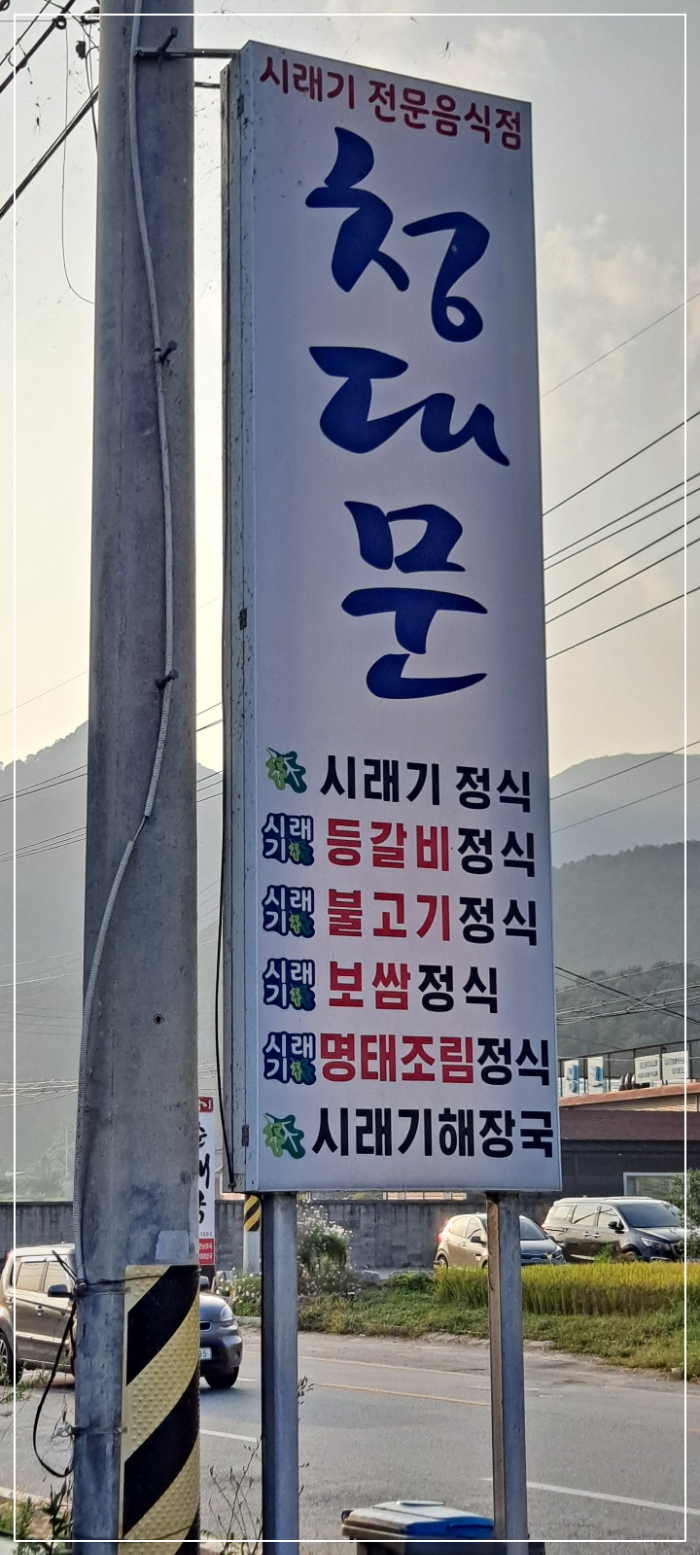 시래기 전문음식점
청대문
시래기 정식
시래기 등갈비정식
시래기 불고기정식
시래기 보쌈정식
시래기 명태조림정식
시래기해장국